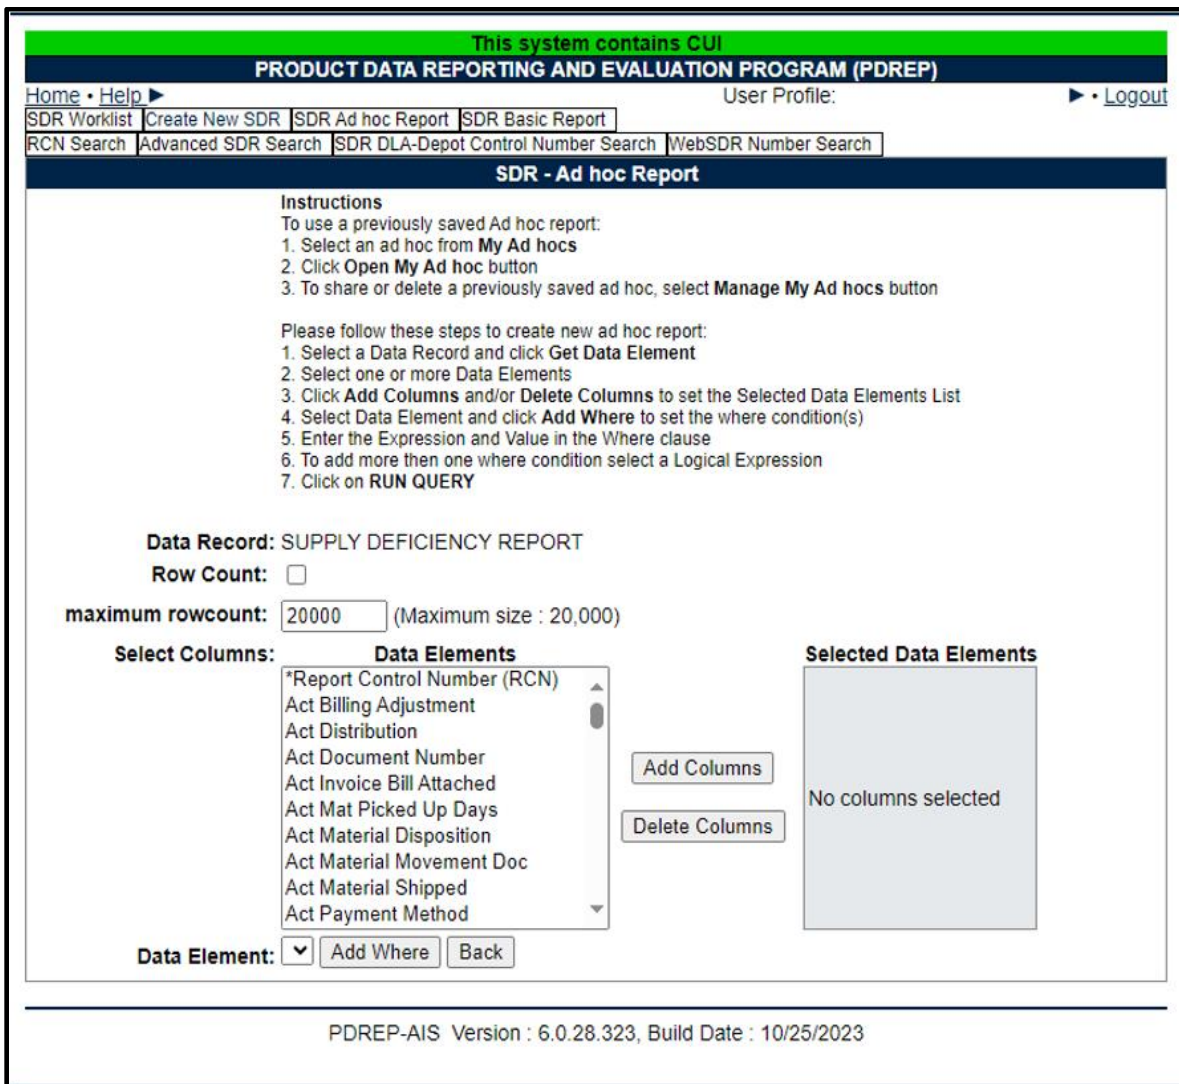 This system contains CUI
PRODUCT DATA REPORTING AND EVALUATION PROGRAM (PDREP)
Home • Help ▶ User Profile: ▶ • Logout
SDR Worklist Create New SDR SDR Ad hoc Report SDR Basic Report
RCN Search Advanced SDR Search SDR DLA-Depot Control Number Search WebSDR Number Search
SDR - Ad hoc Report
Instructions
To use a previously saved Ad hoc report:
1. Select an ad hoc from My Ad hocs
2. Click Open My Ad hoc button
3. To share or delete a previously saved ad hoc, select Manage My Ad hocs button
Please follow these steps to create new ad hoc report:
1. Select a Data Record and click Get Data Element
2. Select one or more Data Elements
3. Click Add Columns and/or Delete Columns to set the Selected Data Elements List
4. Select Data Element and click Add Where to set the where condition(s)
5. Enter the Expression and Value in the Where clause
6. To add more then one where condition select a Logical Expression
7. Click on RUN QUERY
Data Record: SUPPLY DEFICIENCY REPORT
Row Count:
maximum rowcount: 20000 (Maximum size : 20,000)
Select Columns: Data Elements Selected Data Elements
*Report Control Number (RCN)
Act Billing Adjustment
Act Distribution
Act Document Number
Act Invoice Bill Attached
Act Mat Picked Up Days
Act Material Disposition
Act Material Movement Doc
Act Material Shipped
Act Payment Method
Add Columns
Delete Columns
No columns selected
Data Element: Add Where Back
PDREP-AIS Version : 6.0.28.323, Build Date : 10/25/2023